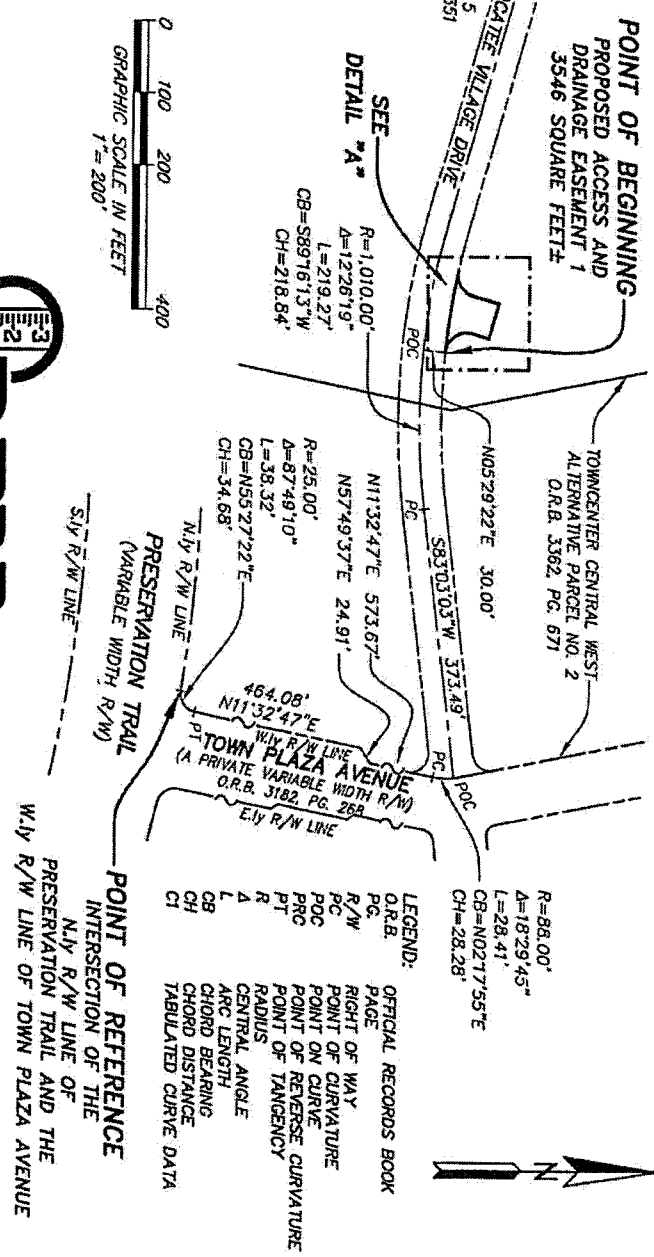 POINT OF BEGINNING
PROPOSED ACCESS AND
DRAINAGE EASEMENT 1
3546 SQUARE FEET±
TOWNCENTER CENTRAL WEST
ALTERNATIVE PARCEL NO. 2
O.R.B. 3362, PG. 671
5
351
VILLAGE DRIVE
SEE
DETAIL "A"
POC
N05°29'22"E 30.00'
PC
S83°03'03"W 373.49'
PC
POC
R=1,010.00'
Δ=12°26'19"
L=219.27'
CB=S89°16'13"W
CH=218.84'
R=88.00'
Δ=18°29'45"
L=28.41'
CB=N02°17'55"E
CH=28.28'
N11°32'47"E 573.67'
N57°49'37"E 24.91'
R=25.00'
Δ=87°49'10"
L=38.32'
CB=N55°27'22"E
CH=34.68'
464.08'
N11°32'47"E
W.ly R/W LINE
TOWN PLAZA AVENUE
(A PRIVATE VARIABLE WIDTH R/W)
O.R.B. 3182, PG. 268
E.ly R/W LINE
PT
N.ly R/W LINE
PRESERVATION TRAIL
(VARIABLE WIDTH R/W)
S.ly R/W LINE
0 100 200 400
GRAPHIC SCALE IN FEET
1"= 200'
N
LEGEND:
O.R.B. OFFICIAL RECORDS BOOK
PG. PAGE
R/W RIGHT OF WAY
PC POINT OF CURVATURE
POC POINT ON CURVE
PRC POINT OF REVERSE CURVATURE
PT POINT OF TANGENCY
R RADIUS
Δ CENTRAL ANGLE
L ARC LENGTH
CB CHORD BEARING
CH CHORD DISTANCE
C1 TABULATED CURVE DATA
POINT OF REFERENCE
INTERSECTION OF THE
N.ly R/W LINE OF
PRESERVATION TRAIL AND THE
W.ly R/W LINE OF TOWN PLAZA AVENUE
3
2